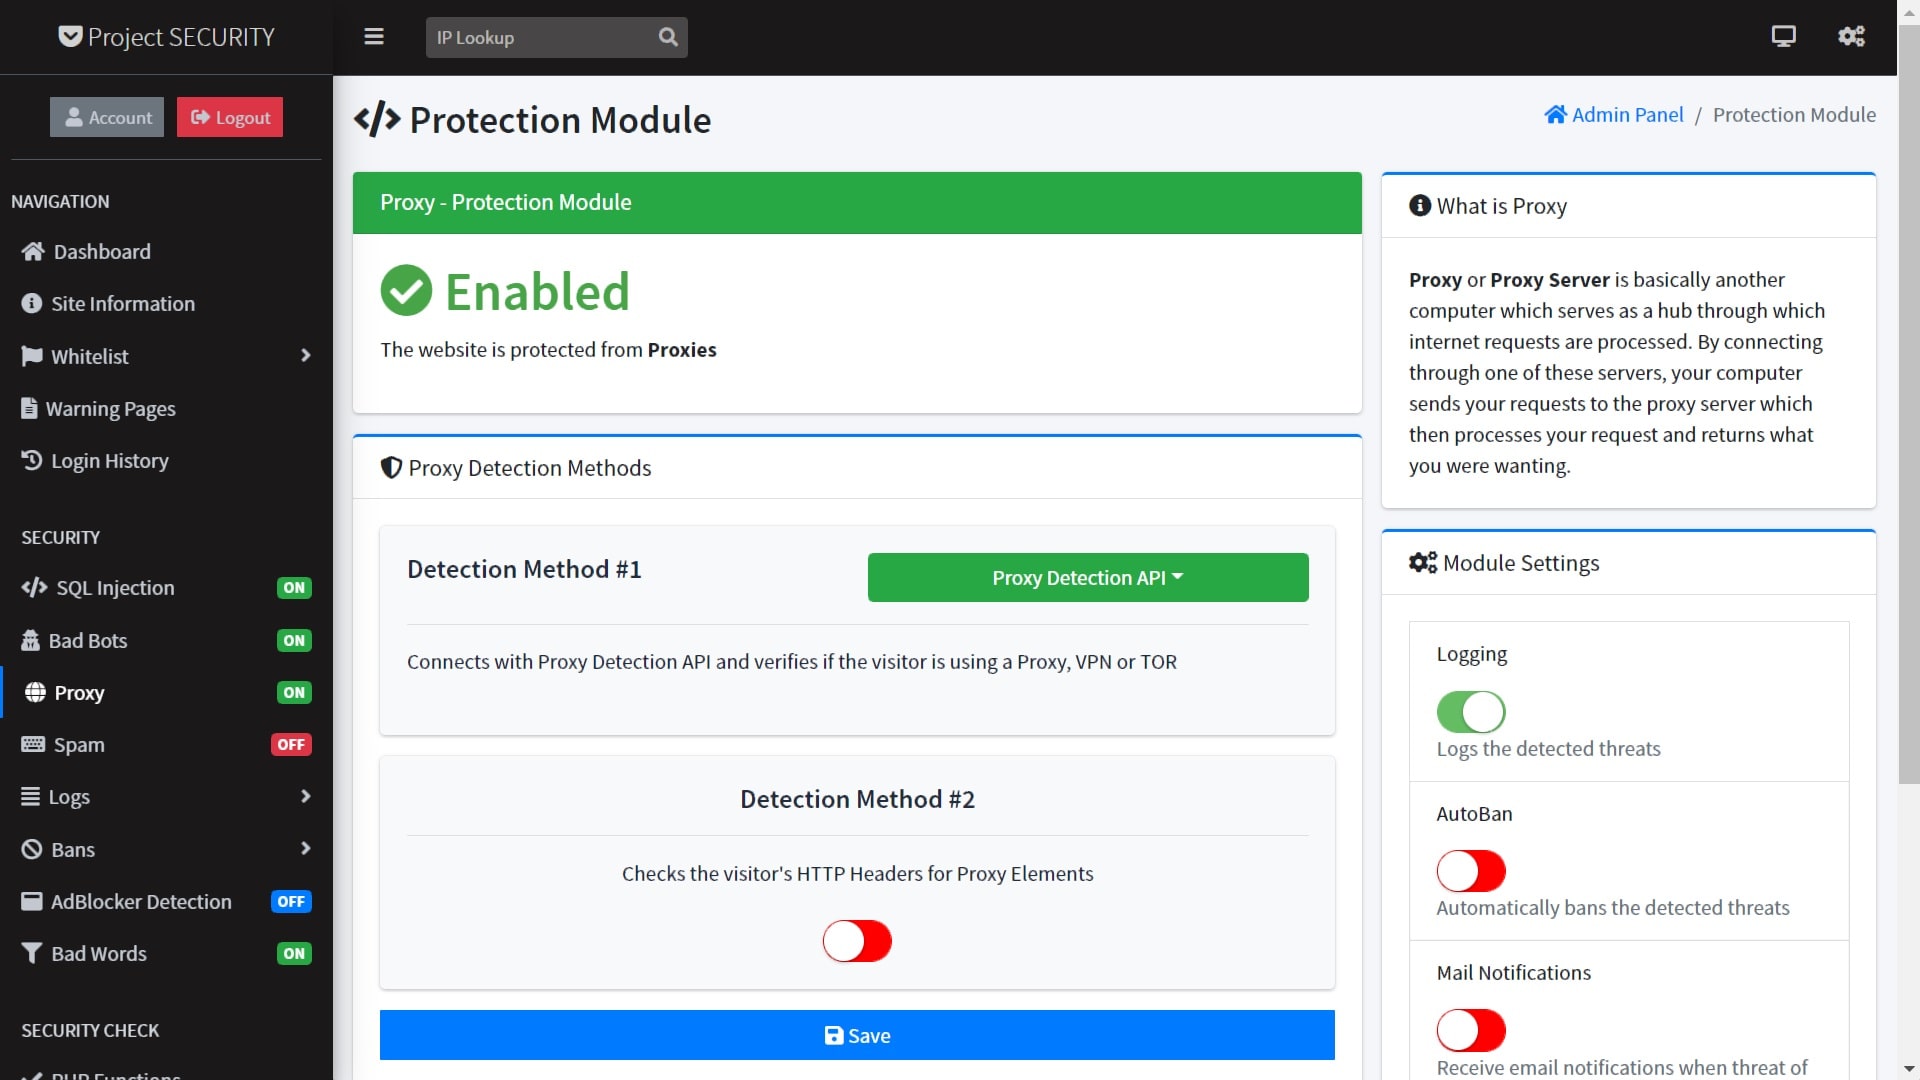 Project SECURITY
IP Lookup
Account
Logout
NAVIGATION
Dashboard
Site Information
Whitelist
Warning Pages
Login History
SECURITY
SQL Injection ON
Bad Bots ON
Proxy ON
Spam OFF
Logs
Bans
AdBlocker Detection OFF
Bad Words ON
SECURITY CHECK
PHP Functions
</> Protection Module
Admin Panel / Protection Module
Proxy - Protection Module
Enabled
The website is protected from Proxies
Proxy Detection Methods
Detection Method #1
Proxy Detection API
Connects with Proxy Detection API and verifies if the visitor is using a Proxy, VPN or TOR
Detection Method #2
Checks the visitor's HTTP Headers for Proxy Elements
Save
What is Proxy
Proxy or Proxy Server is basically another
computer which serves as a hub through which
internet requests are processed. By connecting
through one of these servers, your computer
sends your requests to the proxy server which
then processes your request and returns what
you were wanting.
Module Settings
Logging
Logs the detected threats
AutoBan
Automatically bans the detected threats
Mail Notifications
Receive email notifications when threat of